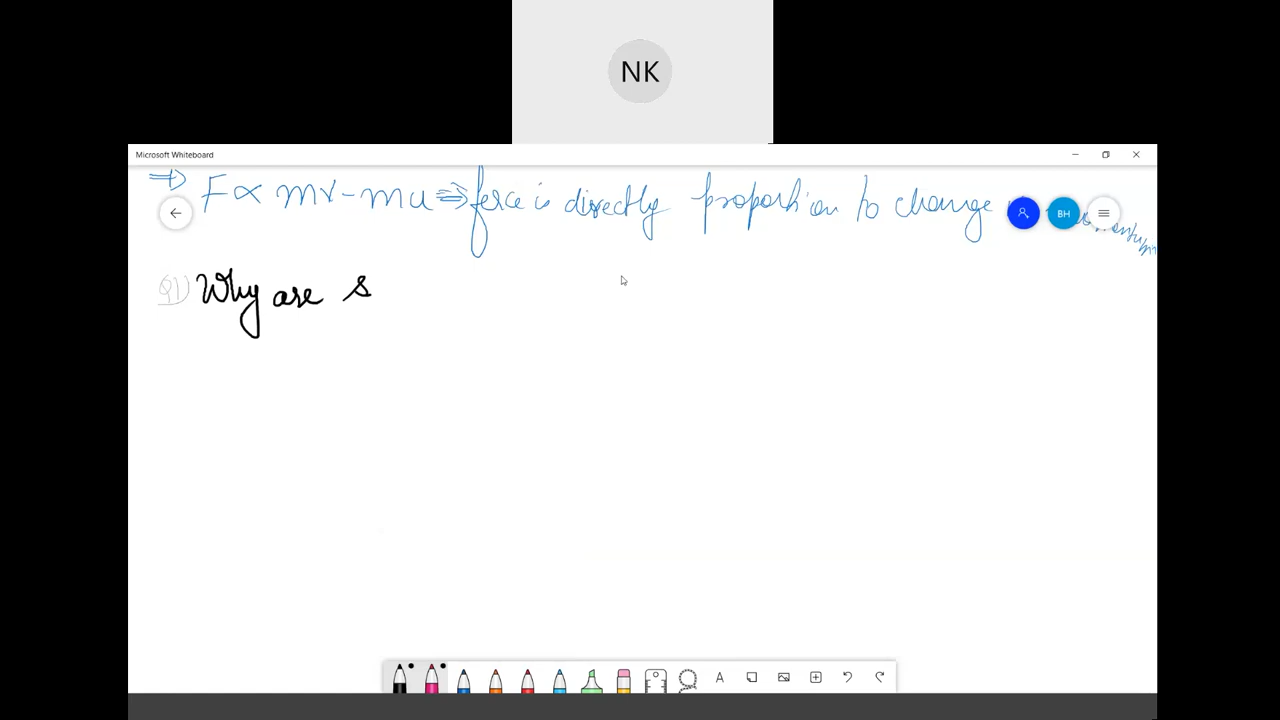 NK
Microsoft Whiteboard
⇒ F∝ mv-mu ⇒ force is directly proportion to change
BH
Q1) Why are s
A